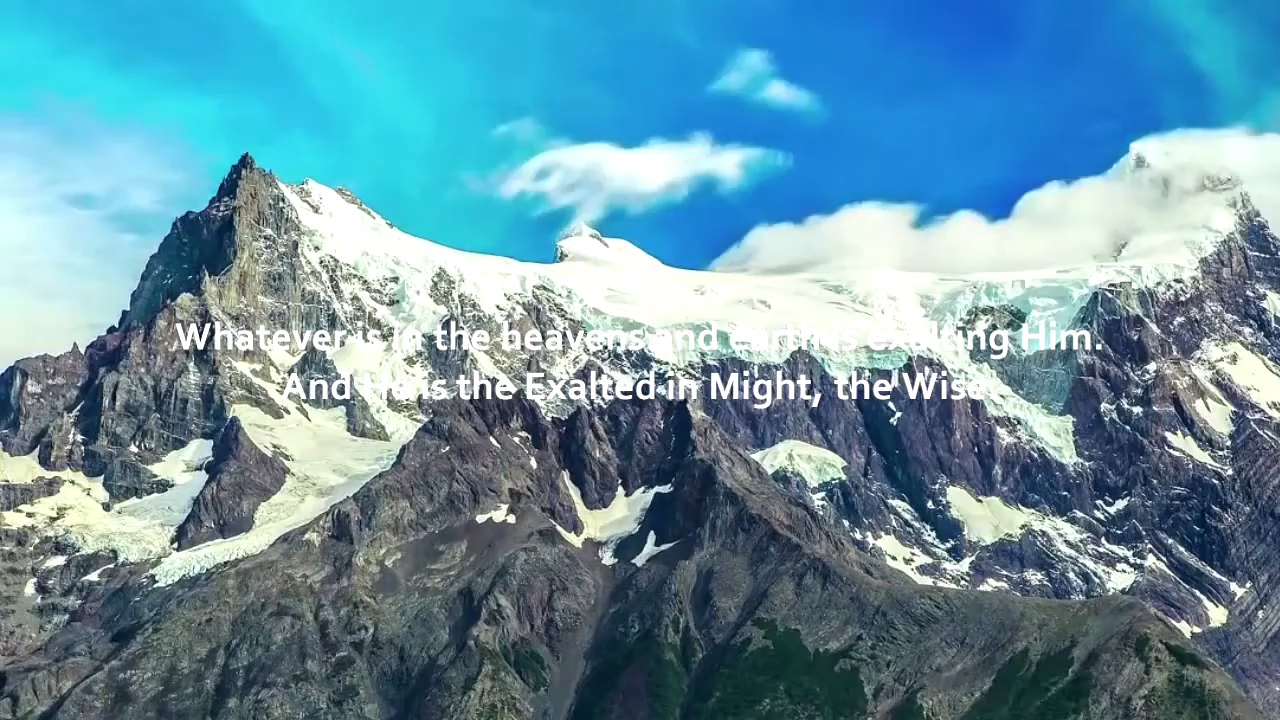 Whatever is in the heavens and earth is exalting Him.
And He is the Exalted in Might, the Wise.